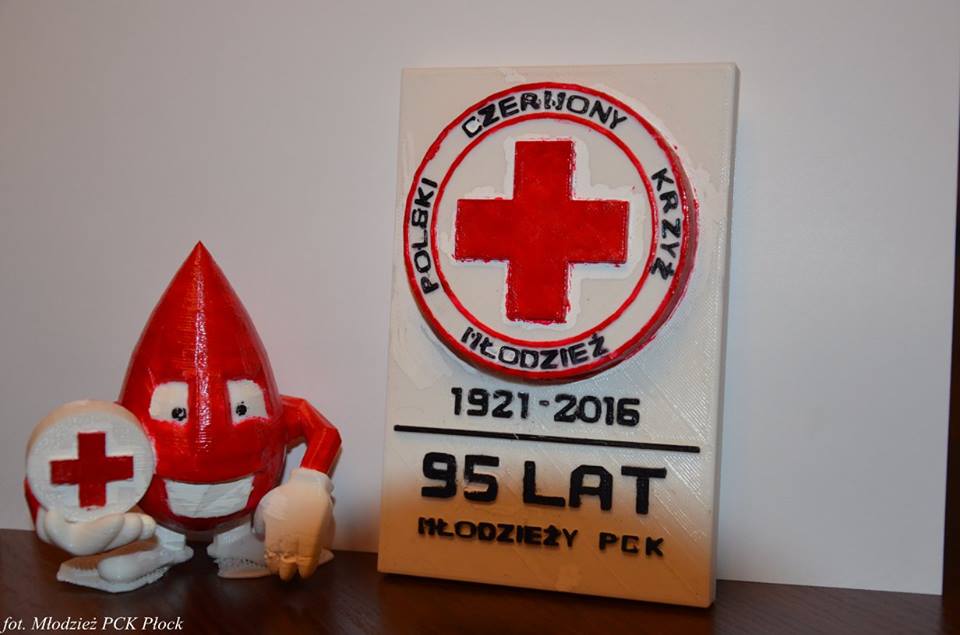 POLSKI CZERWONY KRZYŻ
MŁODZIEŻ
1921-2016
95 LAT
MŁODZIEŻY PCK
fot. Młodzież PCK Płock